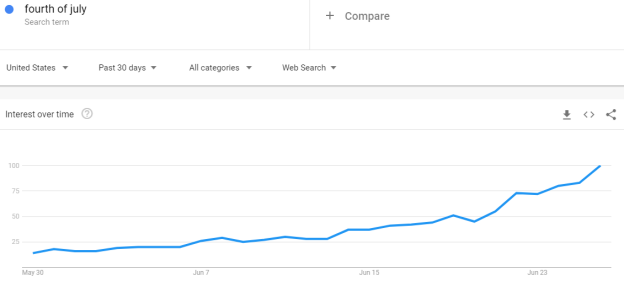 fourth of july
Search term
+ Compare
United States
Past 30 days
All categories
Web Search
Interest over time ?
100
75
50
25
May 30
Jun 7
Jun 15
Jun 23